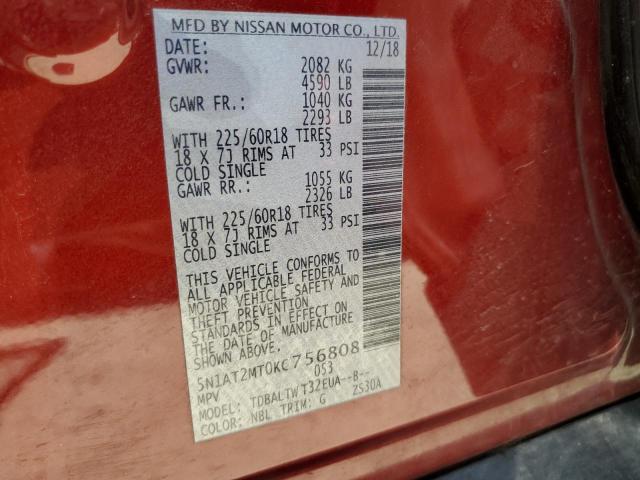 MFD BY NISSAN MOTOR CO., LTD.
DATE: 12/18
GVWR: 2082 KG
4590 LB
GAWR FR.: 1040 KG
2293 LB
WITH 225/60R18 TIRES
18 X 7J RIMS AT 33 PSI
COLD SINGLE
GAWR RR.: 1055 KG
2326 LB
WITH 225/60R18 TIRES
18 X 7J RIMS AT 33 PSI
COLD SINGLE
THIS VEHICLE CONFORMS TO
ALL APPLICABLE FEDERAL
MOTOR VEHICLE SAFETY AND
THEFT PREVENTION
STANDARDS IN EFFECT ON
THE DATE OF MANUFACTURE
SHOWN ABOVE.
5N1AT2MT0KC756808
MPV 053
MODEL: TDBALTWT32EUA--B--
COLOR: NBL TRIM: G ZS30A